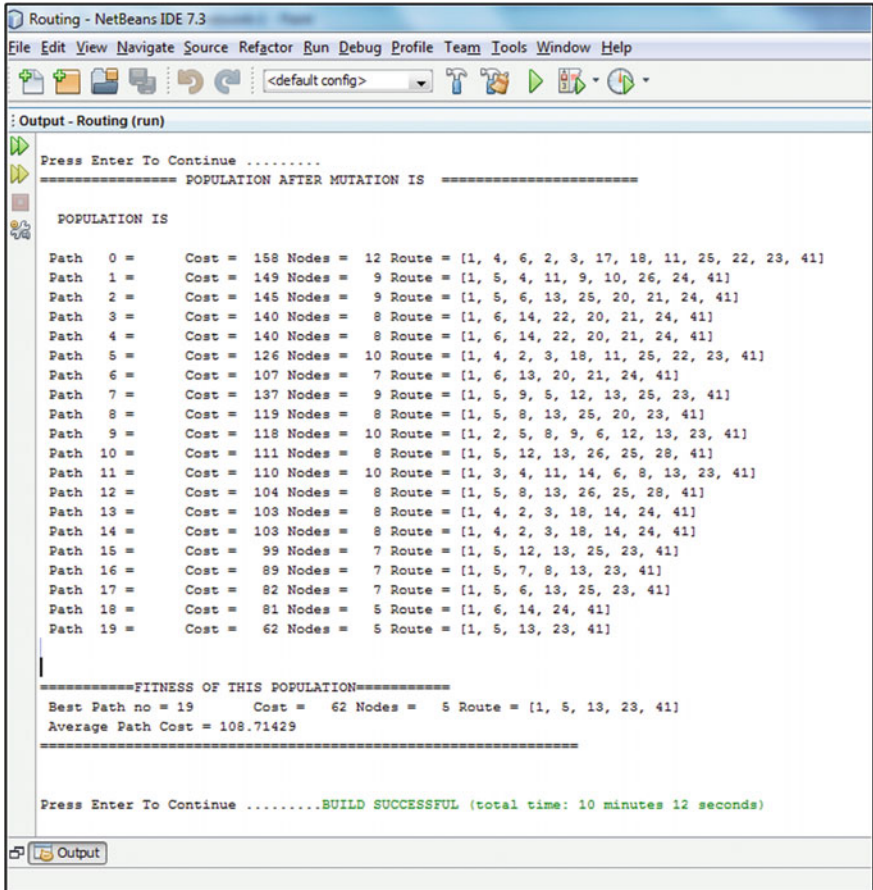 Routing - NetBeans IDE 7.3
File Edit View Navigate Source Refactor Run Debug Profile Team Tools Window Help
<default config>
Output - Routing (run)
Press Enter To Continue .........
================= POPULATION AFTER MUTATION IS ========================
POPULATION IS
Path 0 = Cost = 158 Nodes = 12 Route = [1, 4, 6, 2, 3, 17, 18, 11, 25, 22, 23, 41]
Path 1 = Cost = 149 Nodes = 9 Route = [1, 5, 4, 11, 9, 10, 26, 24, 41]
Path 2 = Cost = 145 Nodes = 9 Route = [1, 5, 6, 13, 25, 20, 21, 24, 41]
Path 3 = Cost = 140 Nodes = 8 Route = [1, 6, 14, 22, 20, 21, 24, 41]
Path 4 = Cost = 140 Nodes = 8 Route = [1, 6, 14, 22, 20, 21, 24, 41]
Path 5 = Cost = 126 Nodes = 10 Route = [1, 4, 2, 3, 18, 11, 25, 22, 23, 41]
Path 6 = Cost = 107 Nodes = 7 Route = [1, 6, 13, 20, 21, 24, 41]
Path 7 = Cost = 137 Nodes = 9 Route = [1, 5, 9, 5, 12, 13, 25, 23, 41]
Path 8 = Cost = 119 Nodes = 8 Route = [1, 5, 8, 13, 25, 20, 23, 41]
Path 9 = Cost = 118 Nodes = 10 Route = [1, 2, 5, 8, 9, 6, 12, 13, 23, 41]
Path 10 = Cost = 111 Nodes = 8 Route = [1, 5, 12, 13, 26, 25, 28, 41]
Path 11 = Cost = 110 Nodes = 10 Route = [1, 3, 4, 11, 14, 6, 8, 13, 23, 41]
Path 12 = Cost = 104 Nodes = 8 Route = [1, 5, 8, 13, 26, 25, 28, 41]
Path 13 = Cost = 103 Nodes = 8 Route = [1, 4, 2, 3, 18, 14, 24, 41]
Path 14 = Cost = 103 Nodes = 8 Route = [1, 4, 2, 3, 18, 14, 24, 41]
Path 15 = Cost = 99 Nodes = 7 Route = [1, 5, 12, 13, 25, 23, 41]
Path 16 = Cost = 89 Nodes = 7 Route = [1, 5, 7, 8, 13, 23, 41]
Path 17 = Cost = 82 Nodes = 7 Route = [1, 5, 6, 13, 25, 23, 41]
Path 18 = Cost = 81 Nodes = 5 Route = [1, 6, 14, 24, 41]
Path 19 = Cost = 62 Nodes = 5 Route = [1, 5, 13, 23, 41]
===========FITNESS OF THIS POPULATION===========
Best Path no = 19 Cost = 62 Nodes = 5 Route = [1, 5, 13, 23, 41]
Average Path Cost = 108.71429
================================================================
Press Enter To Continue .........BUILD SUCCESSFUL (total time: 10 minutes 12 seconds)
Output